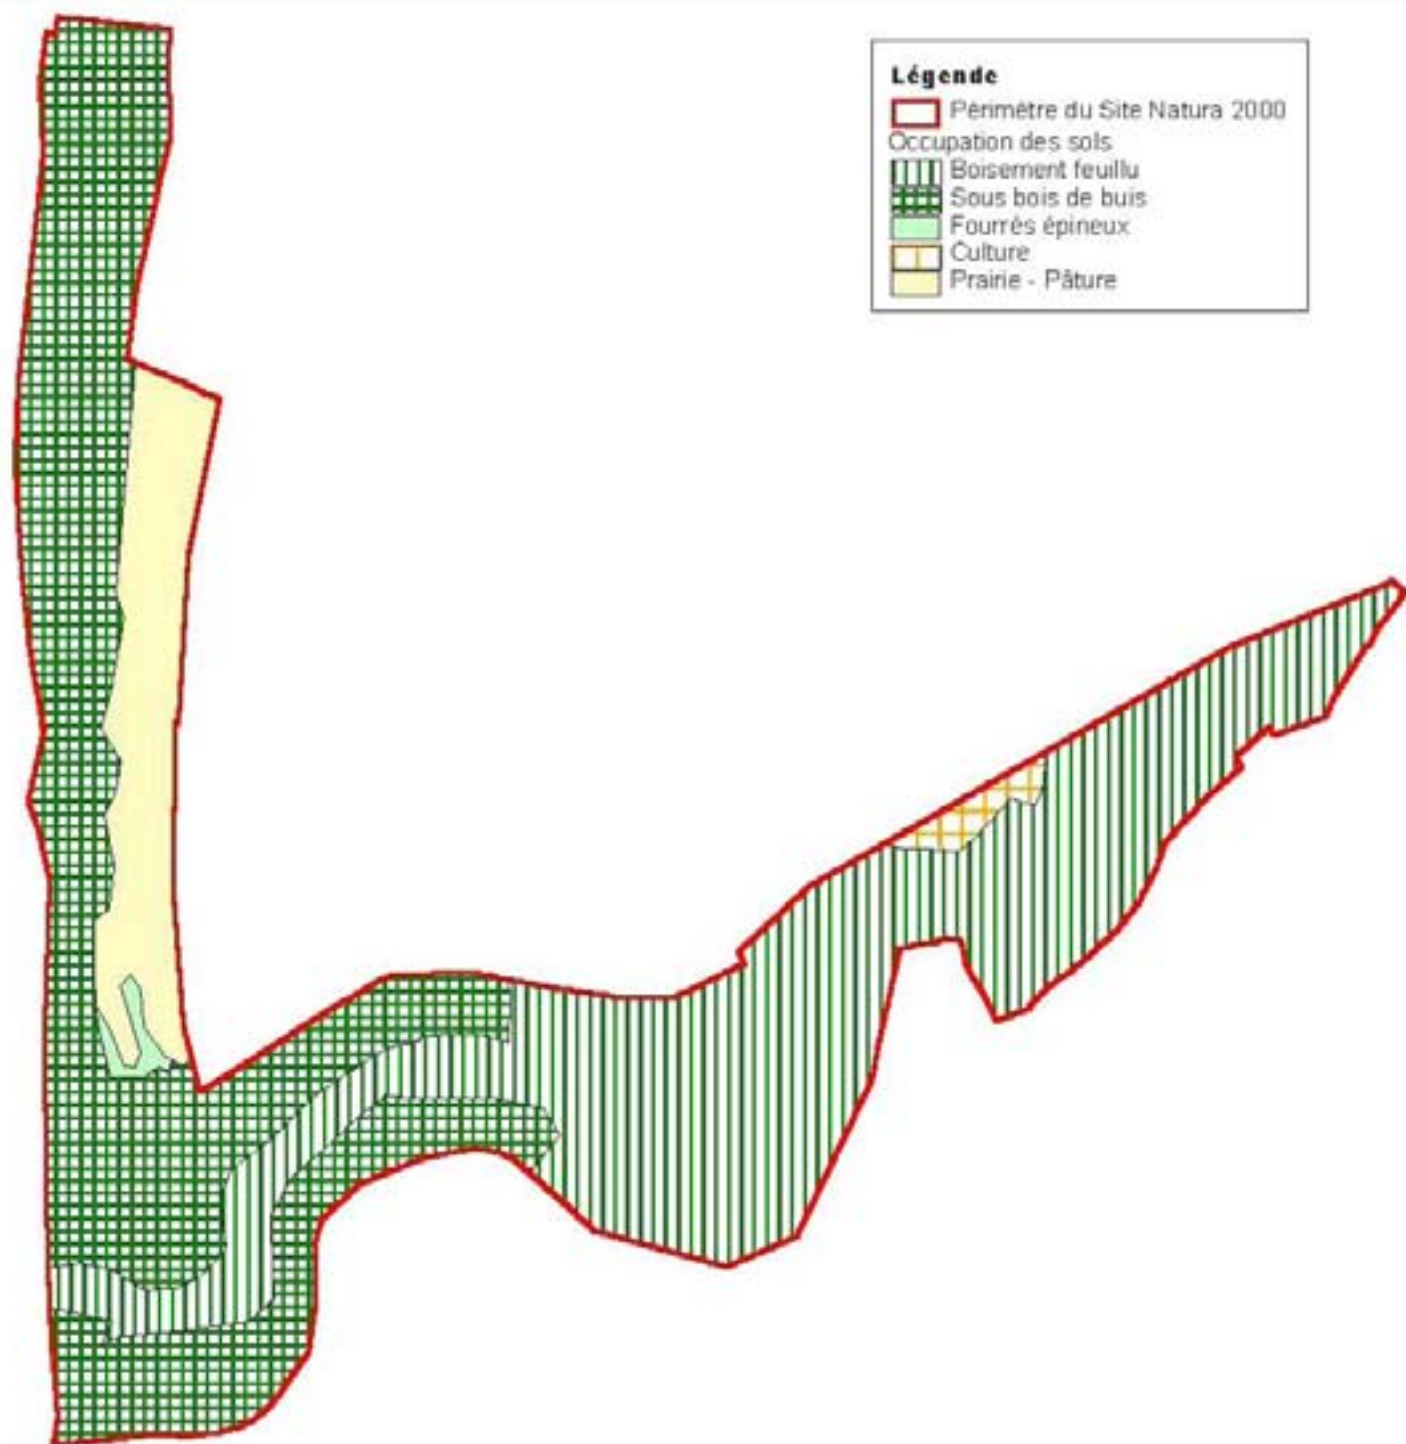 Légende
Périmètre du Site Natura 2000
Occupation des sols
Boisement feuillu
Sous bois de buis
Fourrés épineux
Culture
Prairie - Pâture